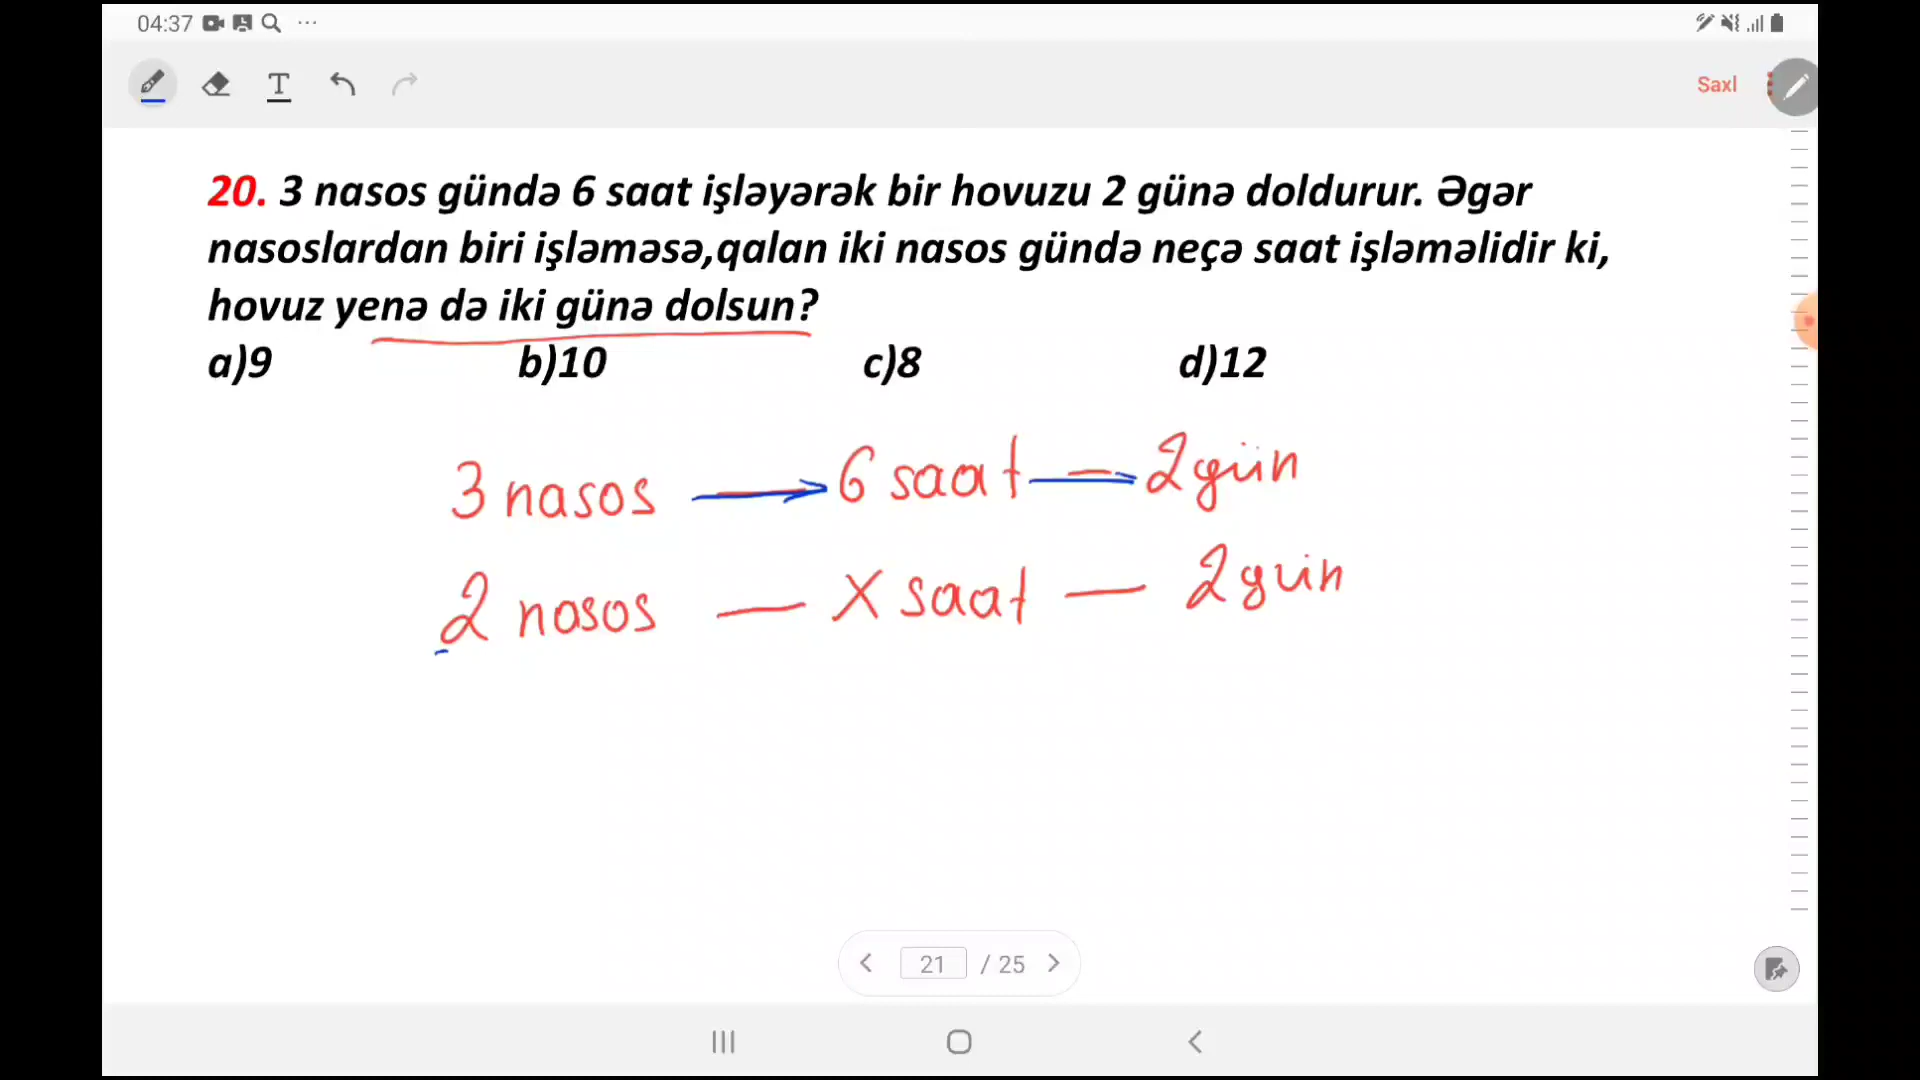 04:37 ...
T
Saxl
20. 3 nasos gündə 6 saat işləyərək bir hovuzu 2 günə doldurur. Əgər
nasoslardan biri işləməsə,qalan iki nasos gündə neçə saat işləməlidir ki,
hovuz yenə də iki günə dolsun?
a)9 b)10 c)8 d)12
3 nasos → 6 saat — 2 gün
2 nasos — x saat — 2 gün
21 / 25